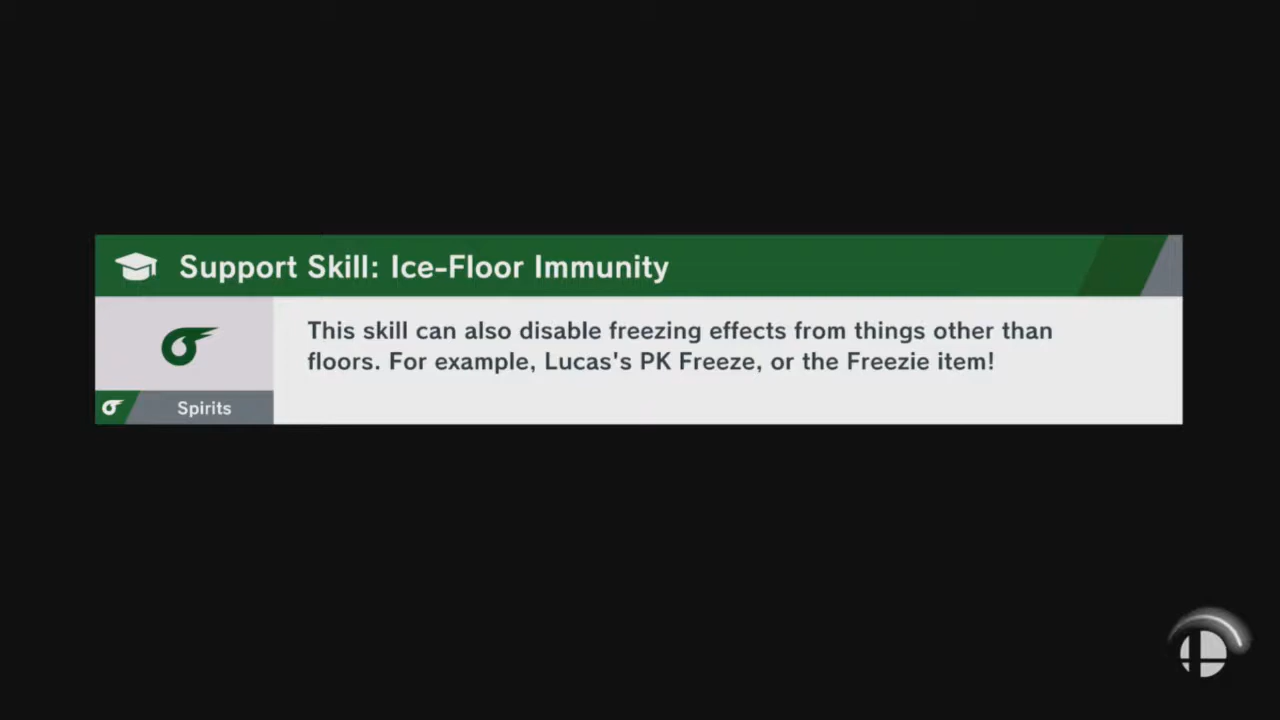 Support Skill: Ice-Floor Immunity
This skill can also disable freezing effects from things other than
floors. For example, Lucas's PK Freeze, or the Freezie item!
Spirits